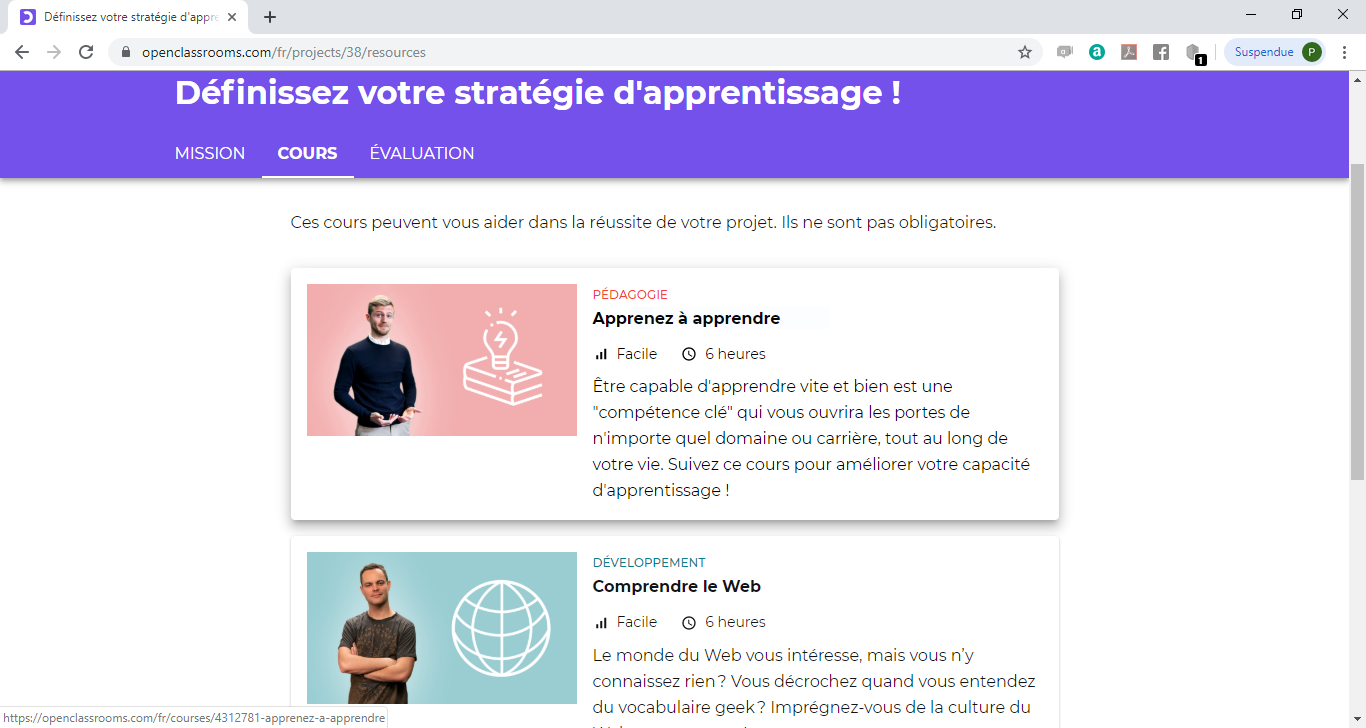 Définissez votre stratégie d'appre
openclassrooms.com/fr/projects/38/resources
a
1
Suspendue
P
Définissez votre stratégie d'apprentissage !
MISSION
COURS
ÉVALUATION
Ces cours peuvent vous aider dans la réussite de votre projet. Ils ne sont pas obligatoires.
PÉDAGOGIE
Apprenez à apprendre
Facile
6 heures
Être capable d'apprendre vite et bien est une
"compétence clé" qui vous ouvrira les portes de
n'importe quel domaine ou carrière, tout au long de
votre vie. Suivez ce cours pour améliorer votre capacité
d'apprentissage !
DÉVELOPPEMENT
Comprendre le Web
Facile
6 heures
Le monde du Web vous intéresse, mais vous n’y
connaissez rien ? Vous décrochez quand vous entendez
du vocabulaire geek ? Imprégnez-vous de la culture du
https://openclassrooms.com/fr/courses/4312781-apprenez-a-apprendre